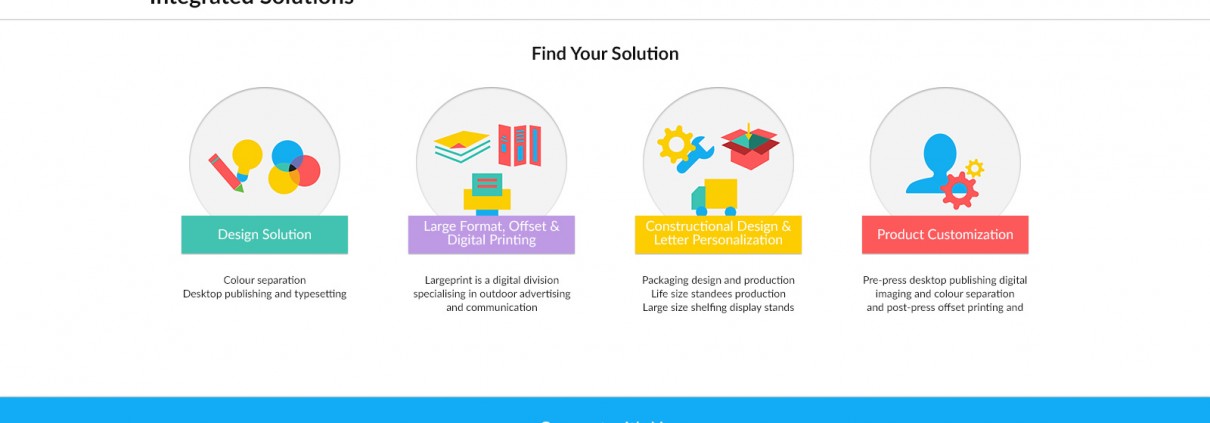 Integrated Solutions
Find Your Solution
Design Solution
Colour separation
Desktop publishing and typesetting
Large Format, Offset &
Digital Printing
Largeprint is a digital division
specialising in outdoor advertising
and communication
Constructional Design &
Letter Personalization
Packaging design and production
Life size standees production
Large size shelfing display stands
Product Customization
Pre-press desktop publishing digital
imaging and colour separation
and post-press offset printing and